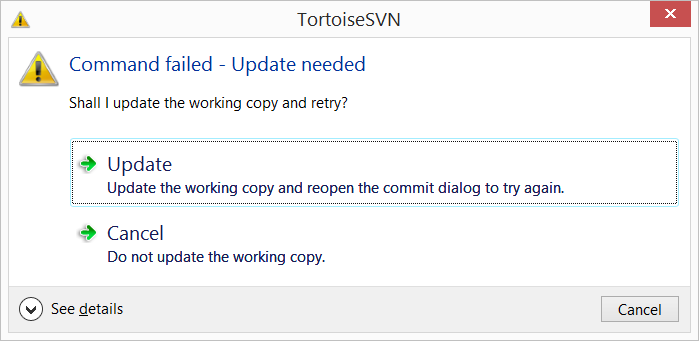 TortoiseSVN
Command failed - Update needed
Shall I update the working copy and retry?
Update
Update the working copy and reopen the commit dialog to try again.
Cancel
Do not update the working copy.
See details
Cancel